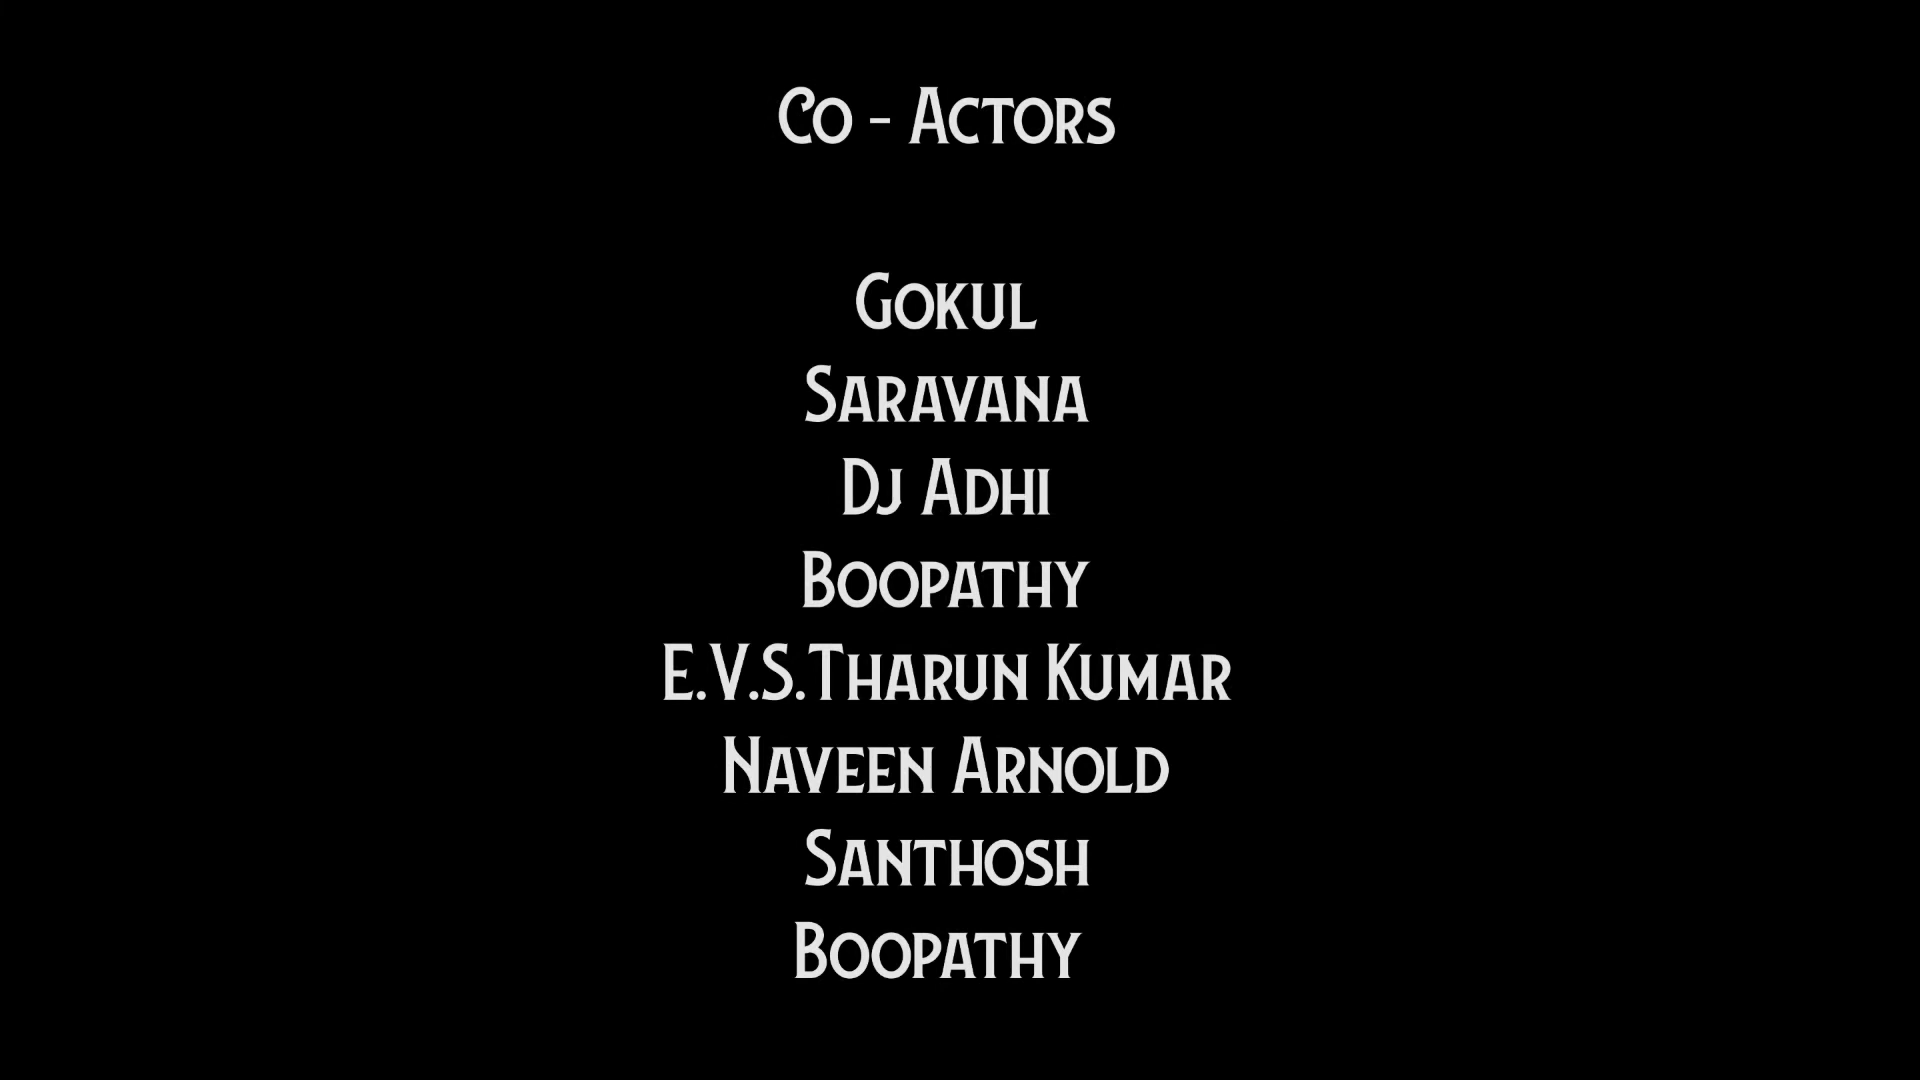 Co - Actors
Gokul
Saravana
Dj Adhi
Boopathy
E.V.S.Tharun Kumar
Naveen Arnold
Santhosh
Boopathy